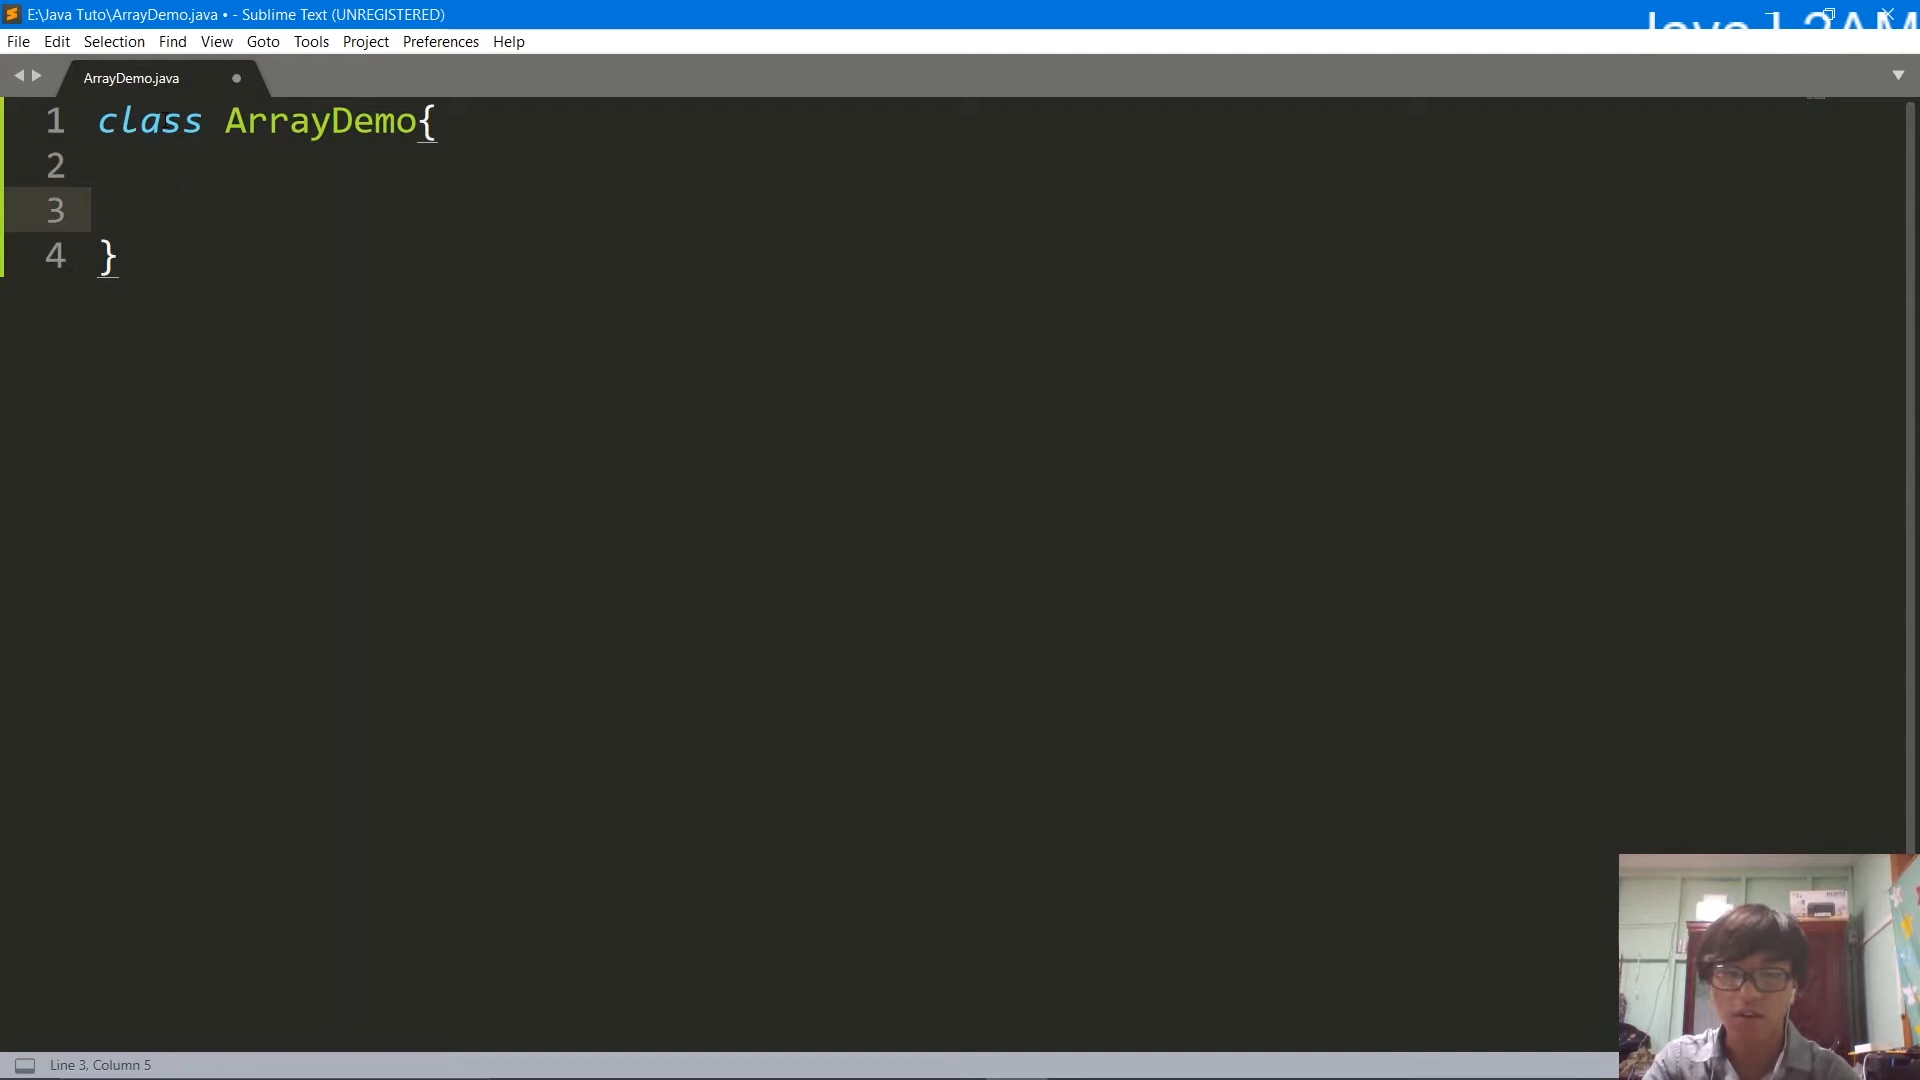 E:\Java Tuto\ArrayDemo.java • - Sublime Text (UNREGISTERED)
File Edit Selection Find View Goto Tools Project Preferences Help
ArrayDemo.java
1 class ArrayDemo{
2
3
4 }
Line 3, Column 5